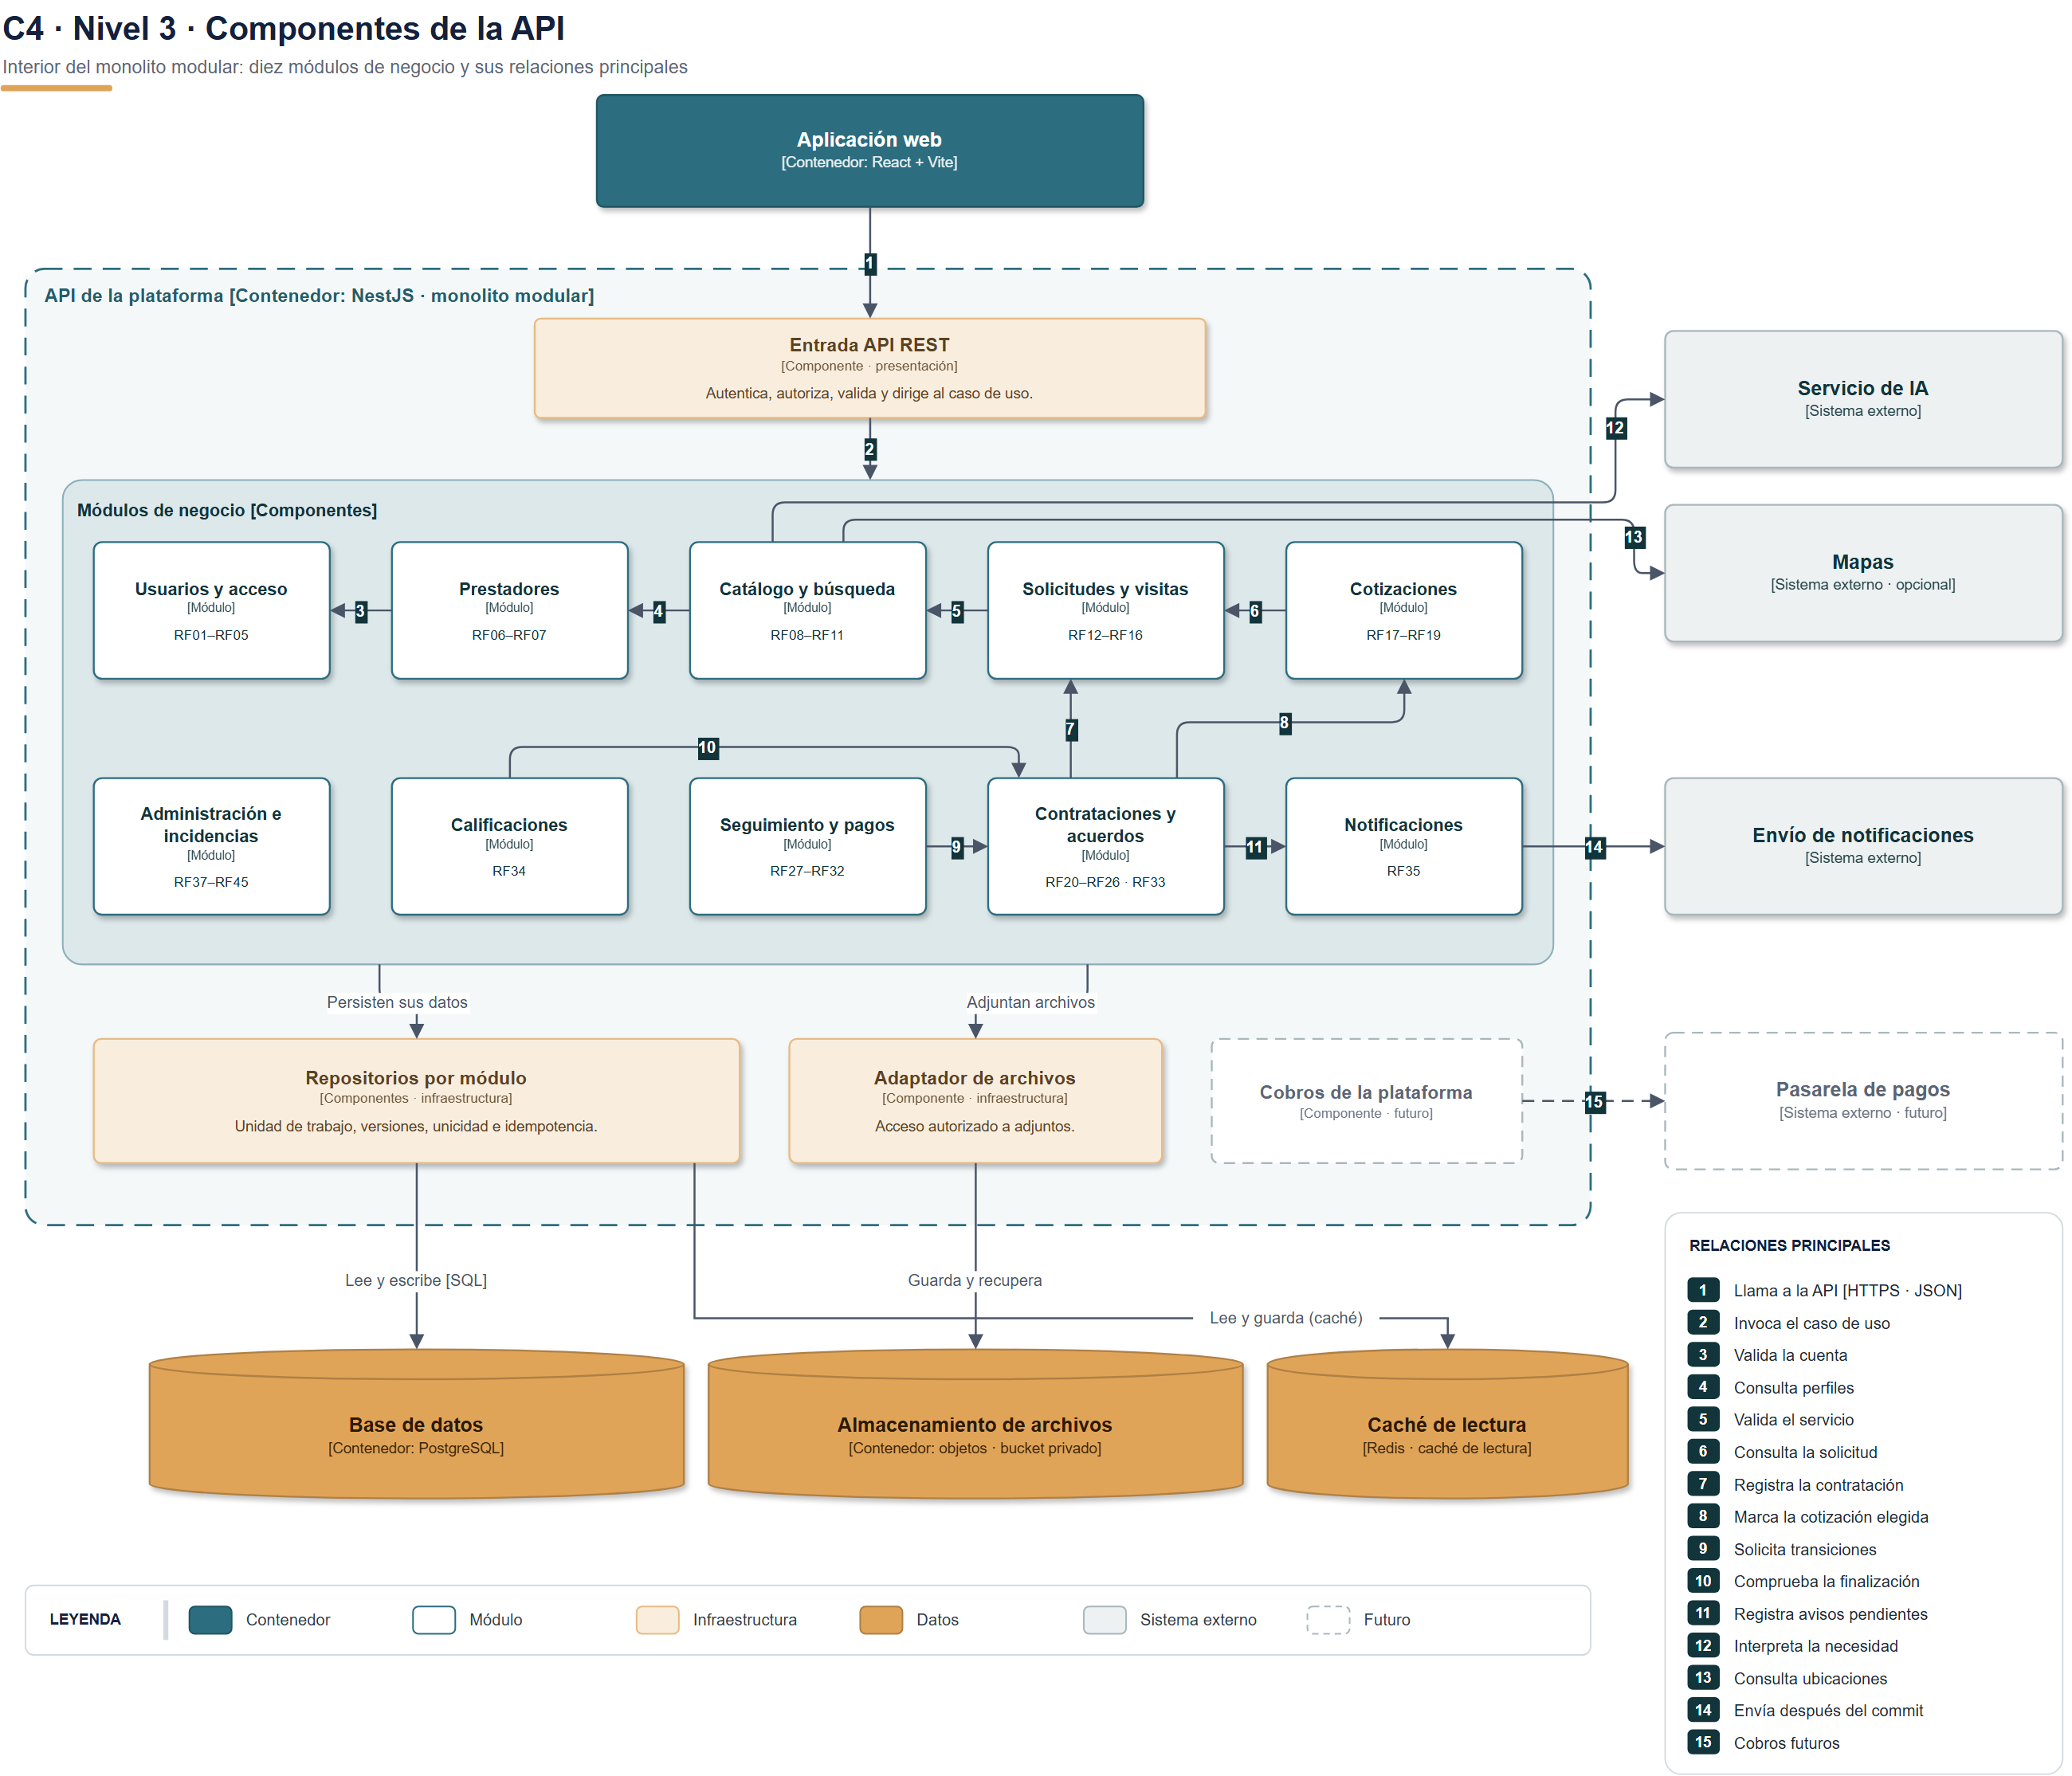 C4 · Nivel 3 · Componentes de la API
Interior del monolito modular: diez módulos de negocio y sus relaciones principales
Aplicación web
[Contenedor: React + Vite]
1
API de la plataforma [Contenedor: NestJS · monolito modular]
Entrada API REST
[Componente · presentación]
Autentica, autoriza, valida y dirige al caso de uso.
2
Servicio de IA
[Sistema externo]
12
Módulos de negocio [Componentes]
13
Mapas
[Sistema externo · opcional]
Usuarios y acceso
[Módulo]
RF01–RF05
3
Prestadores
[Módulo]
RF06–RF07
4
Catálogo y búsqueda
[Módulo]
RF08–RF11
5
Solicitudes y visitas
[Módulo]
RF12–RF16
6
Cotizaciones
[Módulo]
RF17–RF19
7
8
10
Administración e
incidencias
[Módulo]
RF37–RF45
Calificaciones
[Módulo]
RF34
Seguimiento y pagos
[Módulo]
RF27–RF32
9
Contrataciones y
acuerdos
[Módulo]
RF20–RF26 · RF33
11
Notificaciones
[Módulo]
RF35
14
Envío de notificaciones
[Sistema externo]
Persisten sus datos
Adjuntan archivos
Repositorios por módulo
[Componentes · infraestructura]
Unidad de trabajo, versiones, unicidad e idempotencia.
Adaptador de archivos
[Componente · infraestructura]
Acceso autorizado a adjuntos.
Cobros de la plataforma
[Componente · futuro]
15
Pasarela de pagos
[Sistema externo · futuro]
Lee y escribe [SQL]
Guarda y recupera
Lee y guarda (caché)
Base de datos
[Contenedor: PostgreSQL]
Almacenamiento de archivos
[Contenedor: objetos · bucket privado]
Caché de lectura
[Redis · caché de lectura]
RELACIONES PRINCIPALES
1 Llama a la API [HTTPS · JSON]
2 Invoca el caso de uso
3 Valida la cuenta
4 Consulta perfiles
5 Valida el servicio
6 Consulta la solicitud
7 Registra la contratación
8 Marca la cotización elegida
9 Solicita transiciones
10 Comprueba la finalización
11 Registra avisos pendientes
12 Interpreta la necesidad
13 Consulta ubicaciones
14 Envía después del commit
15 Cobros futuros
LEYENDA
Contenedor
Módulo
Infraestructura
Datos
Sistema externo
Futuro